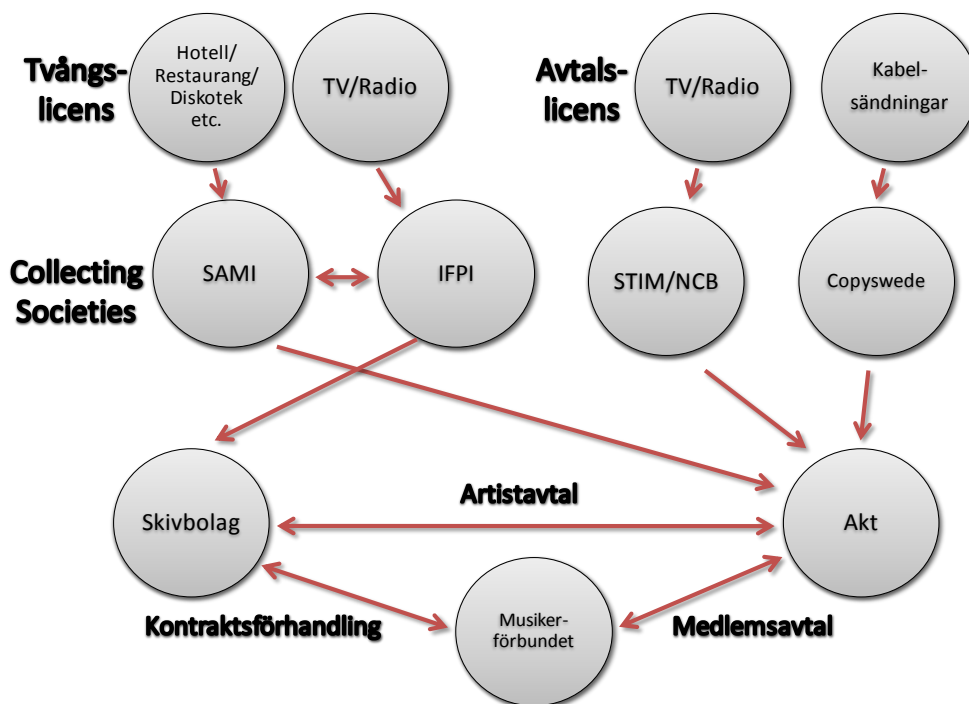 Tvångs-
licens
Hotell/
Restaurang/
Diskotek
etc.
TV/Radio
Avtals-
licens
TV/Radio
Kabel-
sändningar
Collecting
Societies
SAMI
IFPI
STIM/NCB
Copyswede
Skivbolag
Artistavtal
Akt
Kontraktsförhandling
Musiker-
förbundet
Medlemsavtal